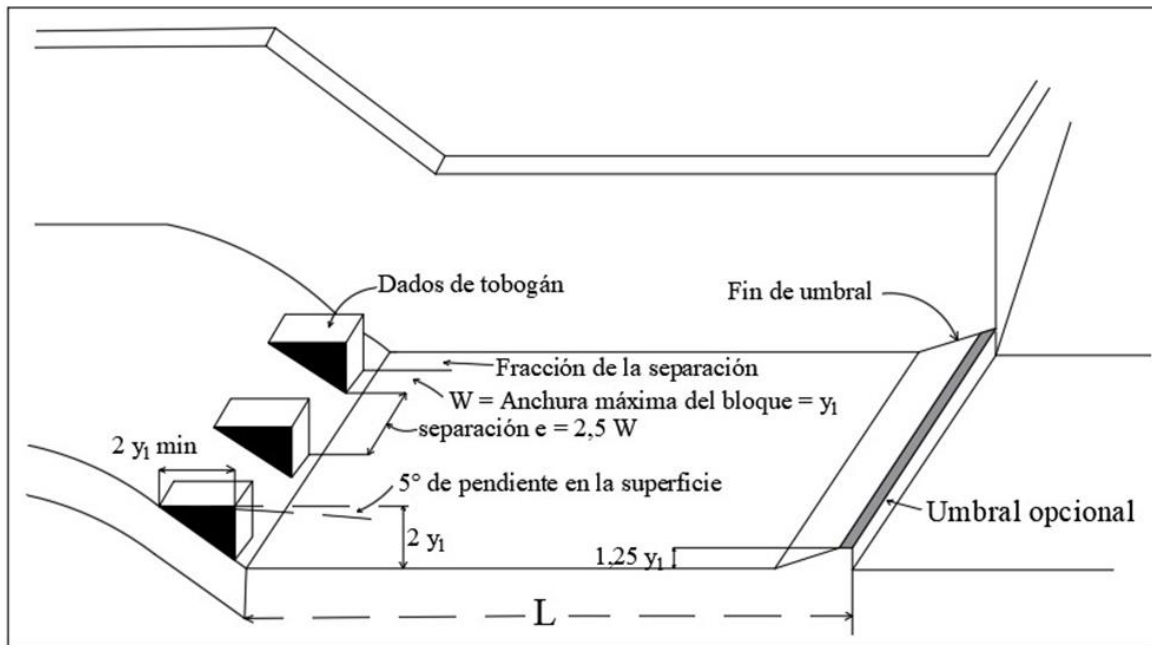 Dados de tobogán
Fin de umbral
Fracción de la separación
W = Anchura máxima del bloque = y₁
separación e = 2,5 W
2 y₁ min
5° de pendiente en la superficie
Umbral opcional
2 y₁
1,25 y₁
L